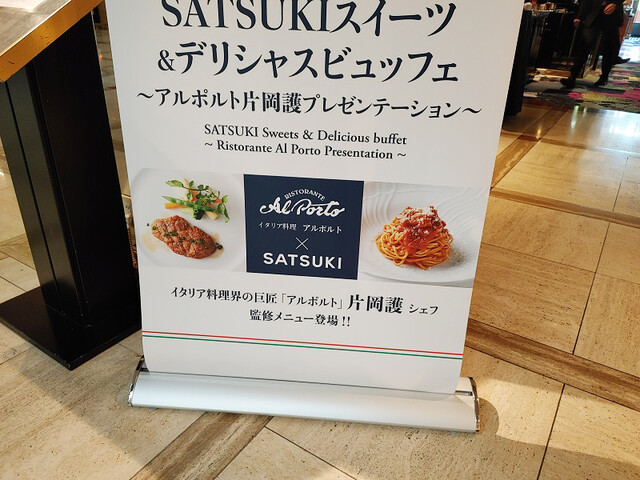 SATSUKIスイーツ
&デリシャスビュッフェ
～アルポルト片岡護プレゼンテーション～
SATSUKI Sweets & Delicious buffet
~ Ristorante Al Porto Presentation ~
RISTORANTE
Al Porto
イタリア料理 アルポルト
×
SATSUKI
イタリア料理界の巨匠「アルポルト」片岡護 シェフ
監修メニュー登場!!